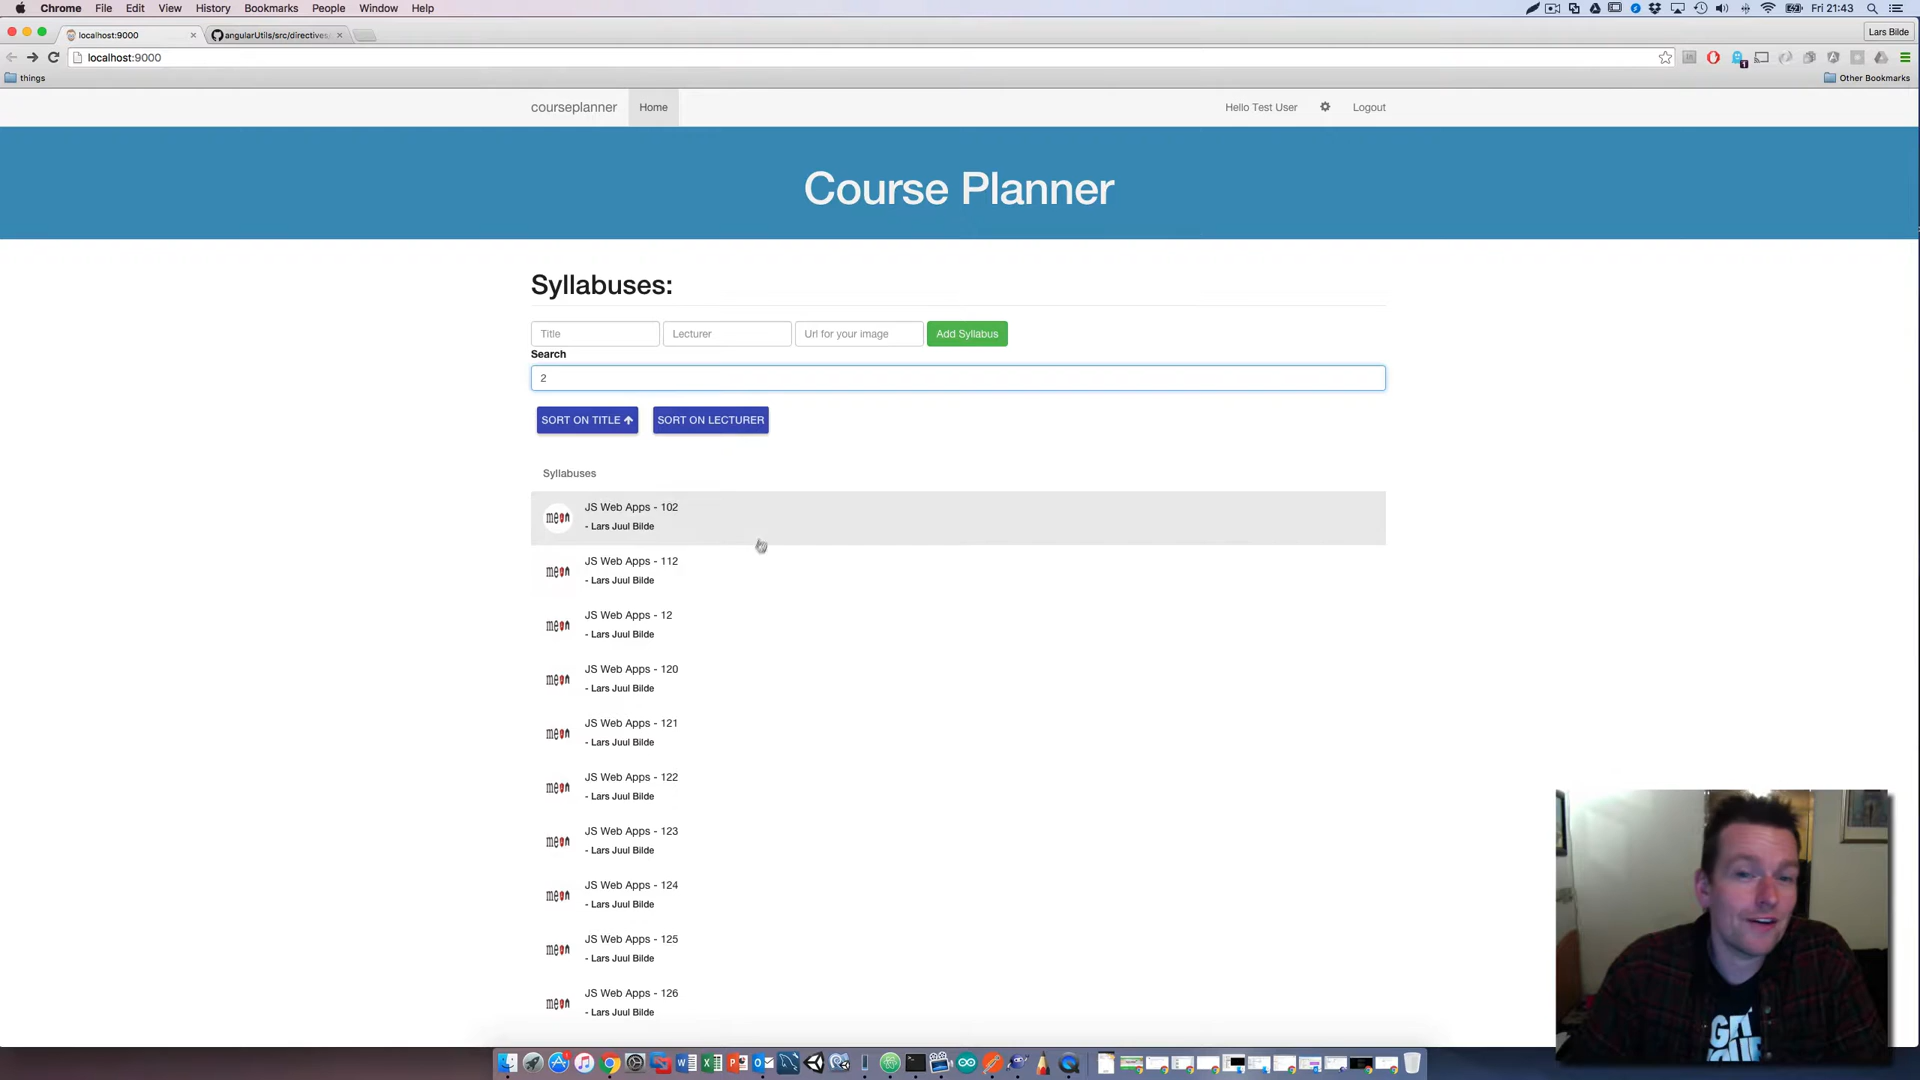 Chrome File Edit View History Bookmarks People Window Help Fri 21:43
localhost:9000 angularUtils/src/directives Lars Bilde
localhost:9000
things Other Bookmarks
courseplanner Home Hello Test User Logout
Course Planner
Syllabuses:
Title Lecturer Url for your image Add Syllabus
Search
2
SORT ON TITLE SORT ON LECTURER
Syllabuses
JS Web Apps - 102
- Lars Juul Bilde
JS Web Apps - 112
- Lars Juul Bilde
JS Web Apps - 12
- Lars Juul Bilde
JS Web Apps - 120
- Lars Juul Bilde
JS Web Apps - 121
- Lars Juul Bilde
JS Web Apps - 122
- Lars Juul Bilde
JS Web Apps - 123
- Lars Juul Bilde
JS Web Apps - 124
- Lars Juul Bilde
JS Web Apps - 125
- Lars Juul Bilde
JS Web Apps - 126
- Lars Juul Bilde